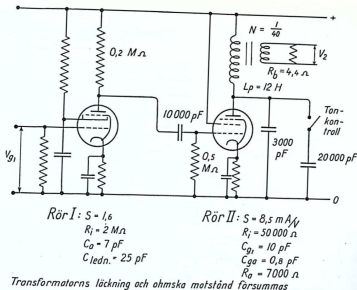 +
N = 1/40
0,2 MΩ
V2
Rb = 4,4 Ω
Lp = 12 H
10 000 pF
Ton-
kon-
troll
Vg1
0,5
MΩ
3000
pF
20 000 pF
0
Rör I: S = 1,6
Ri = 2 MΩ
Ca = 7 pF
Cledn. = 25 pF
Rör II: S = 8,5 mA/V
Ri = 50 000 Ω
Cg1 = 10 pF
Cga = 0,8 pF
Ra = 7000 Ω
Transformatorns läckning och ohmska motstånd försummas